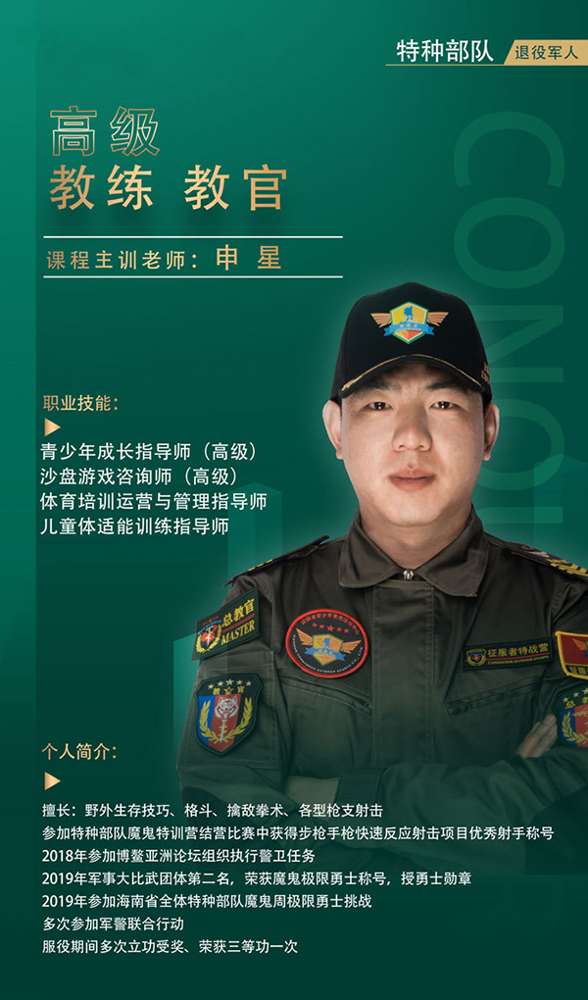 特种部队 退役军人
高级
教练 教官
课程主训老师：申 星
CONQU
职业技能：
青少年成长指导师（高级）
沙盘游戏咨询师（高级）
体育培训运营与管理指导师
儿童体适能训练指导师
总教官
MASTER
征服者特战营
教官
个人简介：
擅长：野外生存技巧、格斗、擒敌拳术、各型枪支射击
参加特种部队魔鬼特训营结营比赛中获得步枪手枪快速反应射击项目优秀射手称号
2018年参加博鳌亚洲论坛组织执行警卫任务
2019年军事大比武团体第二名，荣获魔鬼极限勇士称号，授勇士勋章
2019年参加海南省全体特种部队魔鬼周极限勇士挑战
多次参加军警联合行动
服役期间多次立功受奖、荣获三等功一次